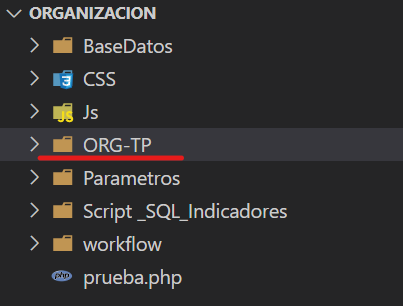 ORGANIZACION
BaseDatos
CSS
Js
ORG-TP
Parametros
Script _SQL_Indicadores
workflow
prueba.php